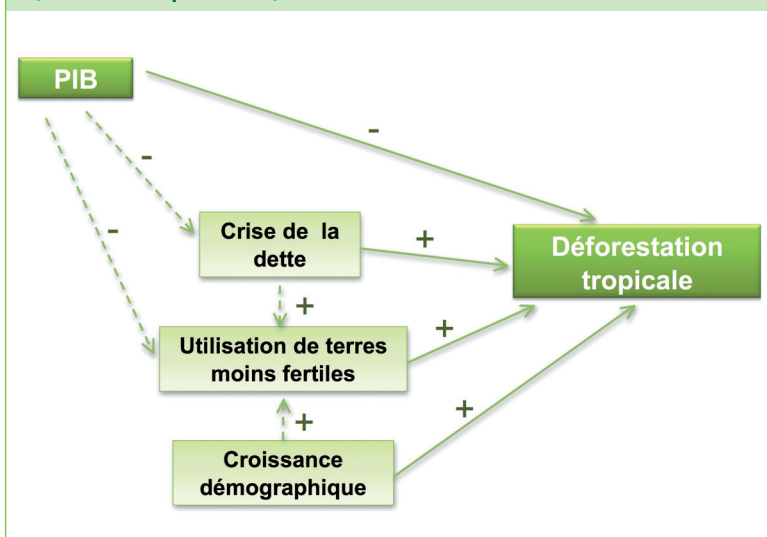 PIB
-
-
-
Crise de la
dette
+
Déforestation
tropicale
+
+
Utilisation de terres
moins fertiles
+
+
Croissance
démographique